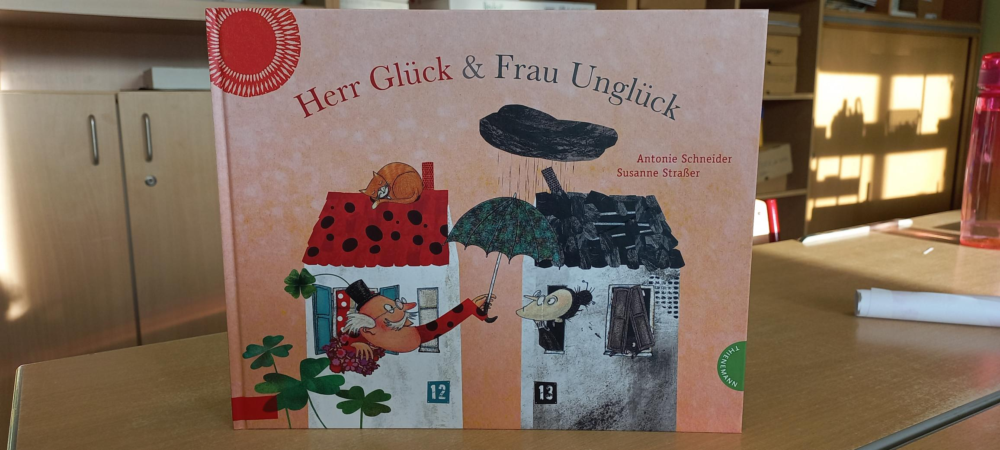 Herr Glück & Frau Unglück
Antonie Schneider
Susanne Straßer
12
13
THIENEMANN